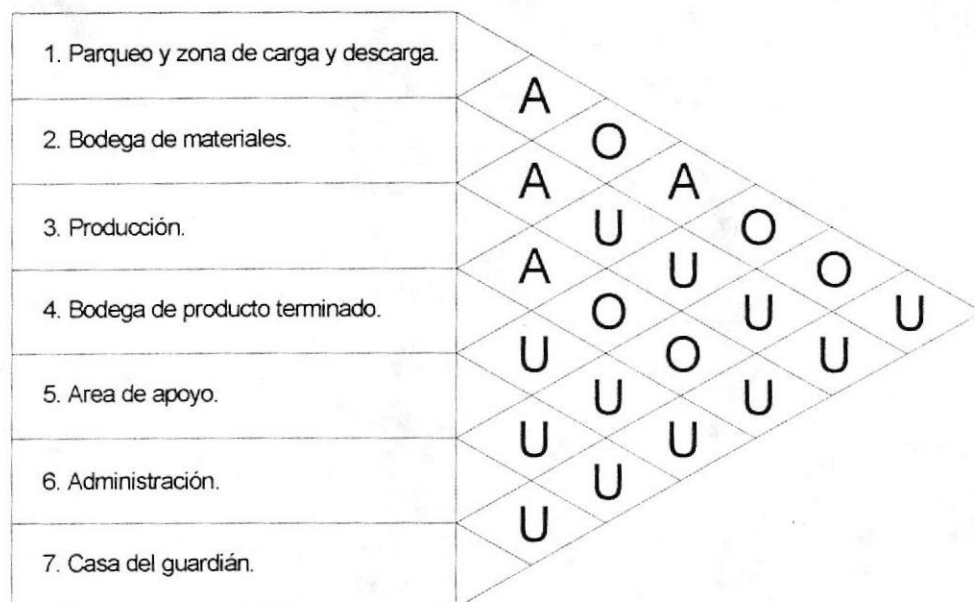 1. Parqueo y zona de carga y descarga.
A
O
2. Bodega de materiales.
A
A
U
O
3. Producción.
A
U
O
O
U
U
4. Bodega de producto terminado.
U
O
U
U
U
5. Area de apoyo.
U
U
U
6. Administración.
U
U
7. Casa del guardián.